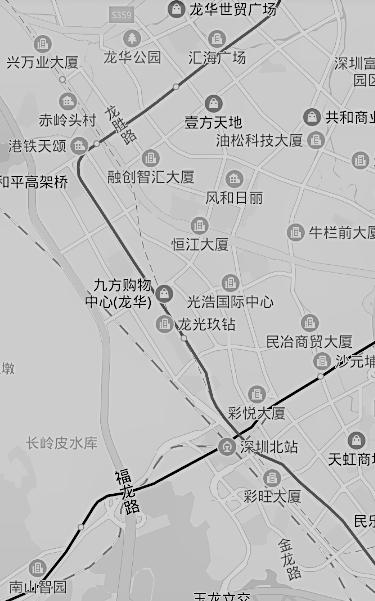 龙华世贸广场
S359
兴万业大厦
龙华公园
汇海广场
深圳富
园区
赤岭头村
龙胜路
壹方天地
共和商业
港铁天颂
油松科技大厦
和平高架桥
融创智汇大厦
风和日丽
恒江大厦
牛栏前大厦
九方购物
中心(龙华)
光浩国际中心
龙光玖钻
民治商贸大厦
沙元埔
墩
彩悦大厦
长岭皮水库
深圳北站
天虹商场
福龙路
彩旺大厦
民乐
金龙路
南山智园
玉龙立交